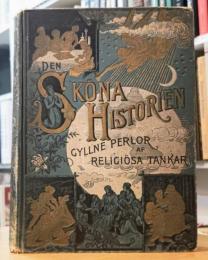 DEN
SKÖNA
HISTORIEN
GYLLNE PERLOR
AF
RELIGIÖSA TANKAR